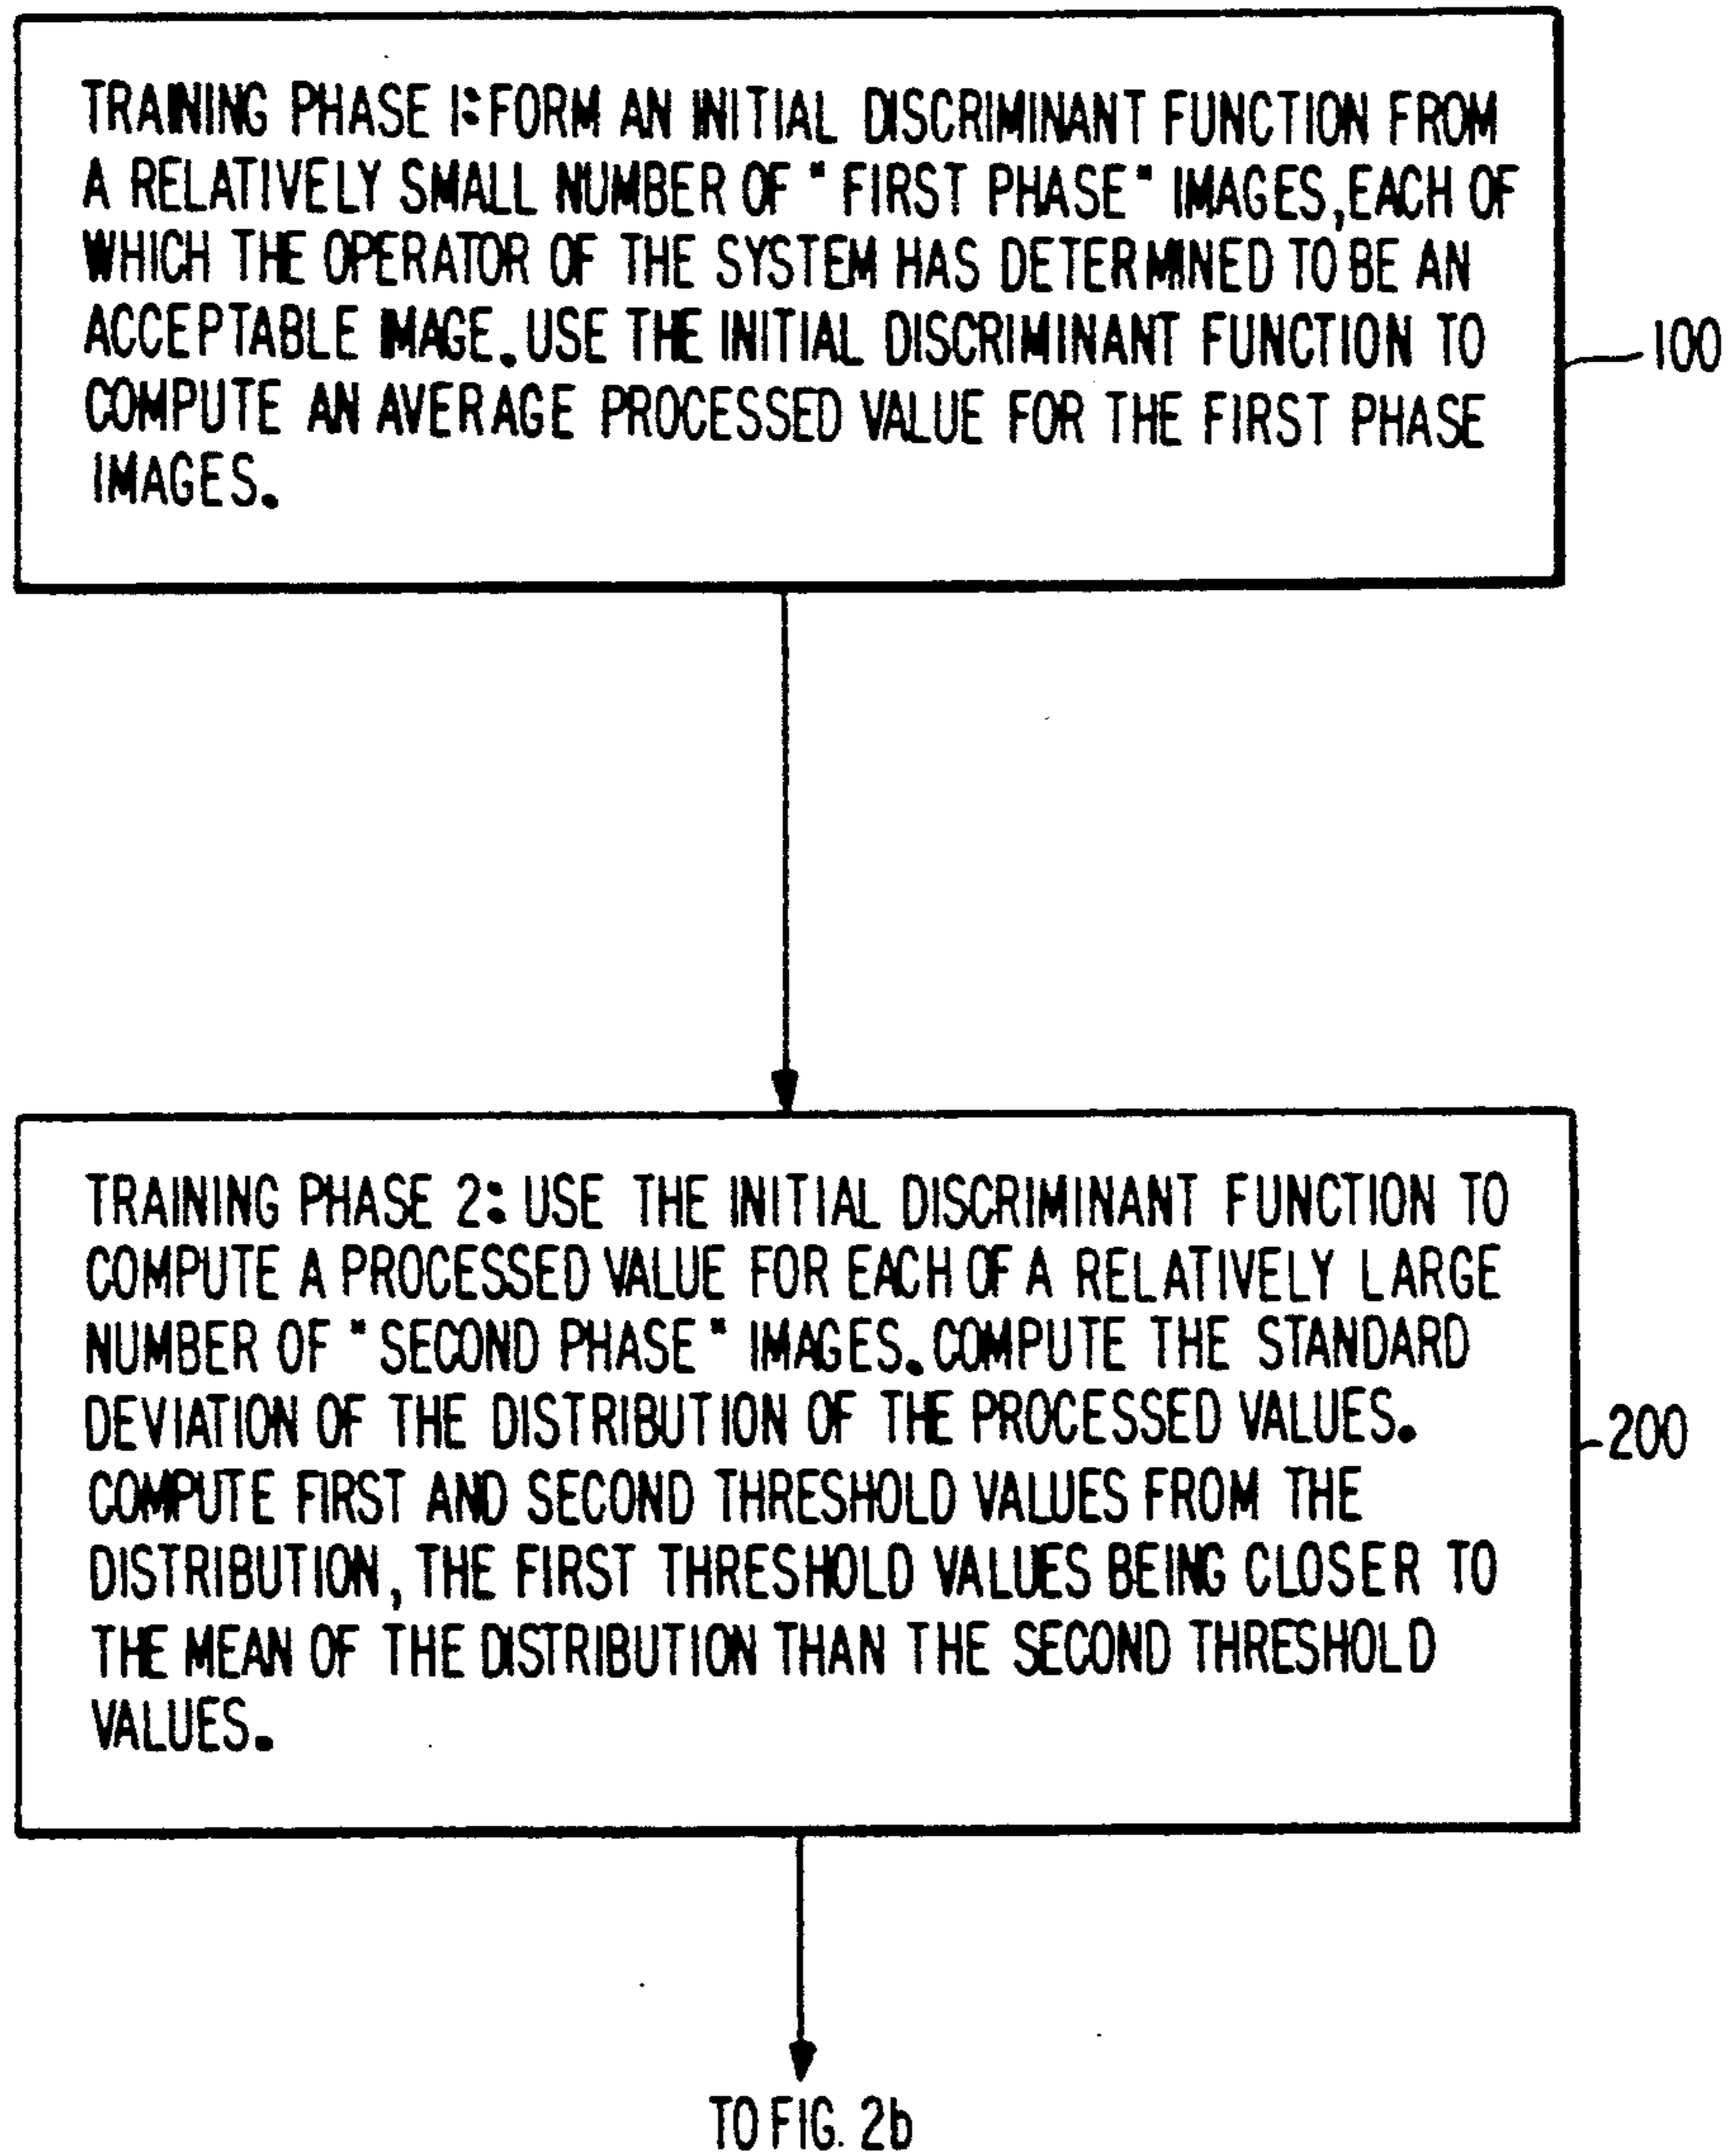 TRAINING PHASE 1: FORM AN INITIAL DISCRIMINANT FUNCTION FROM
A RELATIVELY SMALL NUMBER OF "FIRST PHASE" IMAGES, EACH OF
WHICH THE OPERATOR OF THE SYSTEM HAS DETERMINED TO BE AN
ACCEPTABLE IMAGE. USE THE INITIAL DISCRIMINANT FUNCTION TO
COMPUTE AN AVERAGE PROCESSED VALUE FOR THE FIRST PHASE
IMAGES.
100
TRAINING PHASE 2: USE THE INITIAL DISCRIMINANT FUNCTION TO
COMPUTE A PROCESSED VALUE FOR EACH OF A RELATIVELY LARGE
NUMBER OF "SECOND PHASE" IMAGES. COMPUTE THE STANDARD
DEVIATION OF THE DISTRIBUTION OF THE PROCESSED VALUES.
COMPUTE FIRST AND SECOND THRESHOLD VALUES FROM THE
DISTRIBUTION, THE FIRST THRESHOLD VALUES BEING CLOSER TO
THE MEAN OF THE DISTRIBUTION THAN THE SECOND THRESHOLD
VALUES.
200
TO FIG. 2b